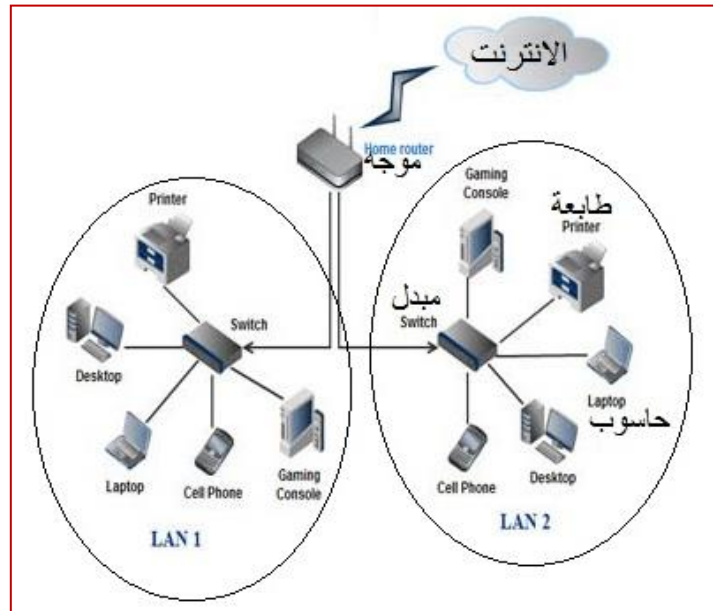 الانترنت
Home router
موجه
Printer
Switch
Desktop
Laptop
Cell Phone
Gaming
Console
LAN 1
Gaming
Console
طابعة
Printer
مبدل
Switch
Laptop
حاسوب
Desktop
Cell Phone
LAN 2